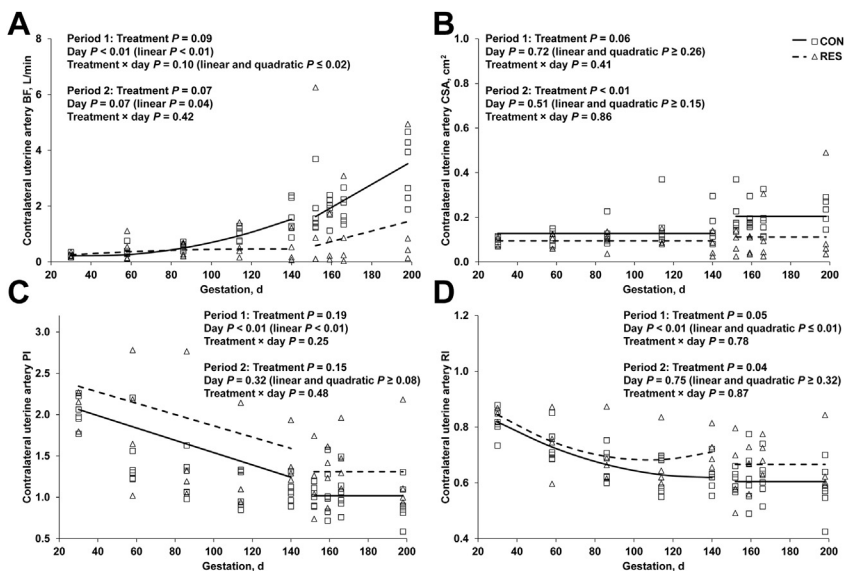 A
Period 1: Treatment P = 0.09
Day P < 0.01 (linear P < 0.01)
Treatment × day P = 0.10 (linear and quadratic P ≤ 0.02)
Period 2: Treatment P = 0.07
Day P = 0.07 (linear P = 0.04)
Treatment × day P = 0.42
Contralateral uterine artery BF, L/min
8
6
4
2
0
20 40 60 80 100 120 140 160 180 200
Gestation, d
B
Period 1: Treatment P = 0.06
Day P = 0.72 (linear and quadratic P ≥ 0.26)
Treatment × day P = 0.41
Period 2: Treatment P < 0.01
Day P = 0.51 (linear and quadratic P ≥ 0.15)
Treatment × day P = 0.86
CON
RES
Contralateral uterine artery CSA, cm²
1.0
0.8
0.6
0.4
0.2
0.0
20 40 60 80 100 120 140 160 180 200
Gestation, d
C
Period 1: Treatment P = 0.19
Day P < 0.01 (linear P < 0.01)
Treatment × day P = 0.25
Period 2: Treatment P = 0.15
Day P = 0.32 (linear and quadratic P ≥ 0.08)
Treatment × day P = 0.48
Contralateral uterine artery PI
3.0
2.5
2.0
1.5
1.0
0.5
20 40 60 80 100 120 140 160 180 200
Gestation, d
D
Period 1: Treatment P = 0.05
Day P < 0.01 (linear and quadratic P ≤ 0.01)
Treatment × day P = 0.78
Period 2: Treatment P = 0.04
Day P = 0.75 (linear and quadratic P ≥ 0.32)
Treatment × day P = 0.87
Contralateral uterine artery RI
1.2
1.0
0.8
0.6
0.4
20 40 60 80 100 120 140 160 180 200
Gestation, d